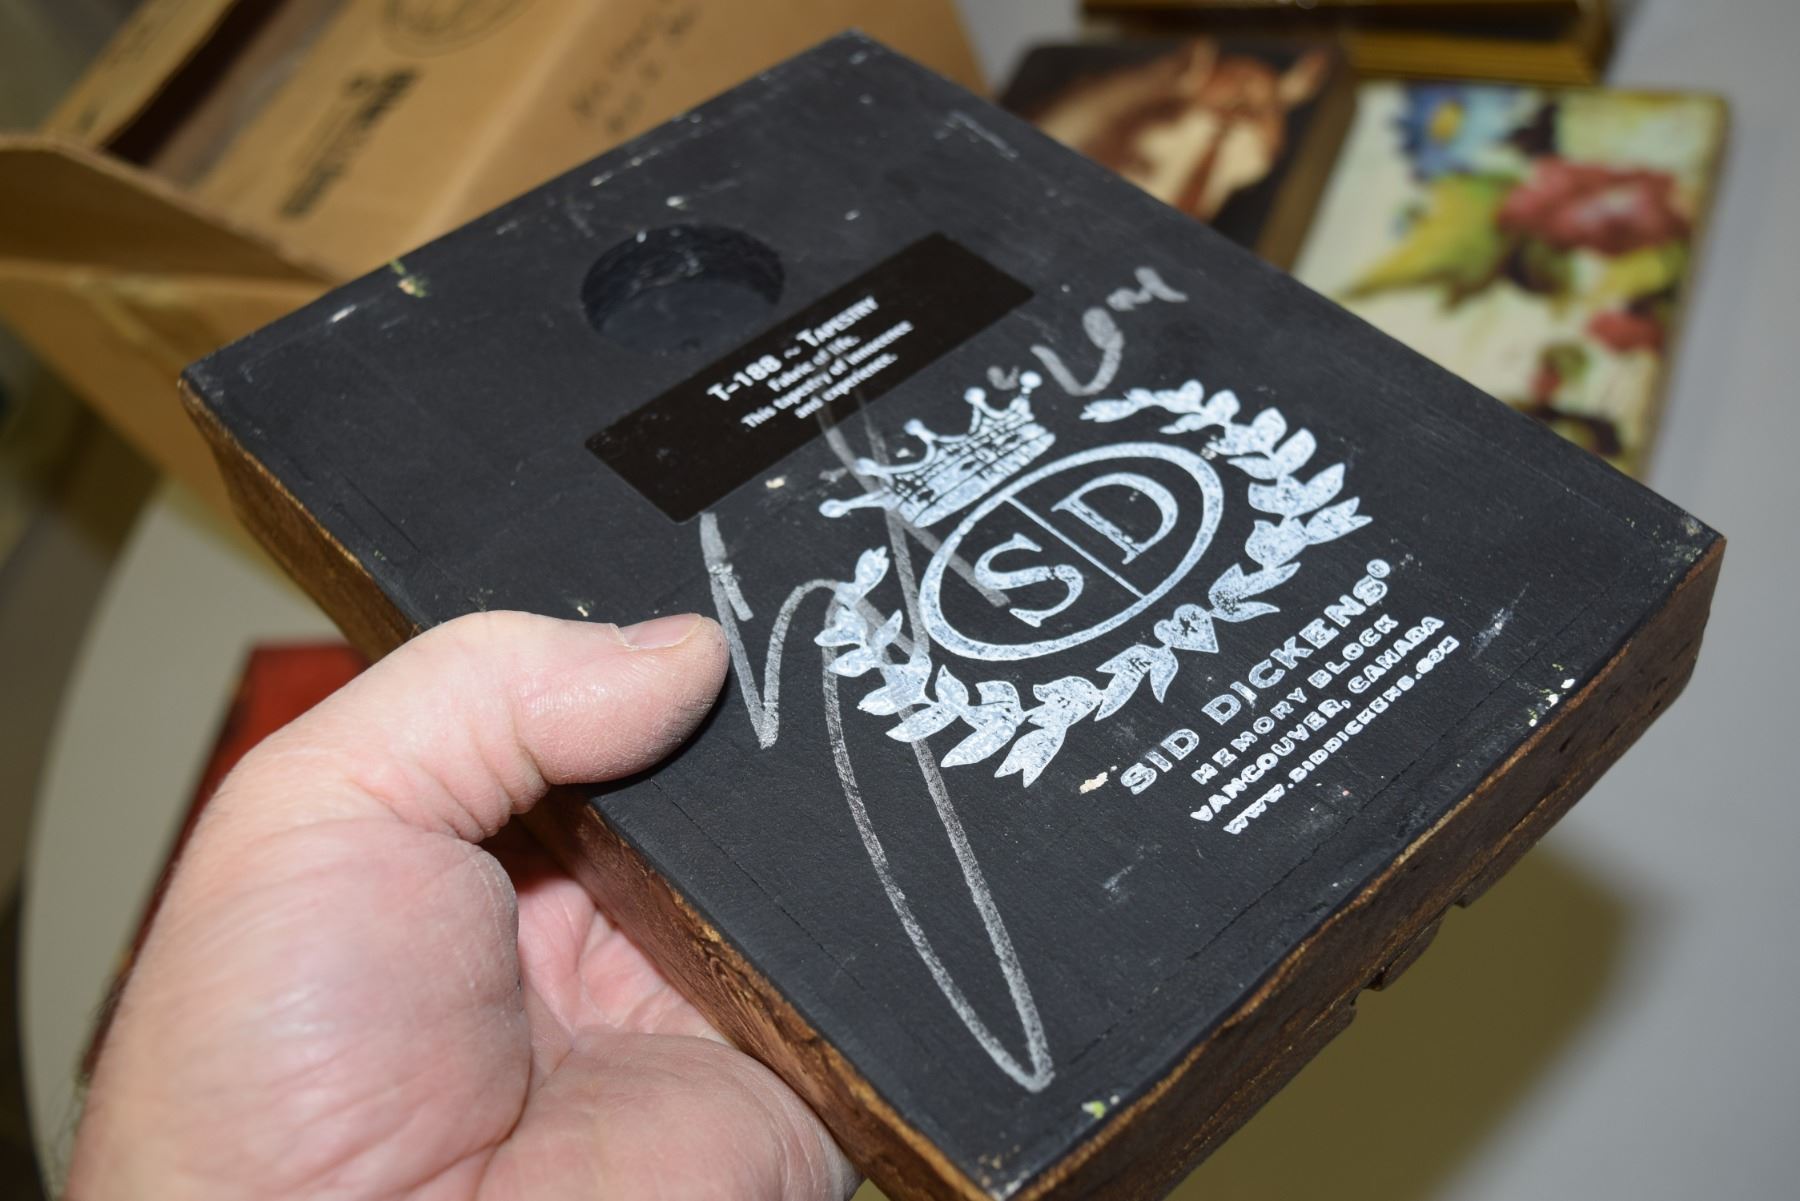 T-188 ~ TAPESTRY
Fabric of life.
This tapestry of innocence
and experience.
SD
SID DICKENS®
MEMORY BLOCK
VANCOUVER, CANADA
WWW.SIDDICKENS.COM